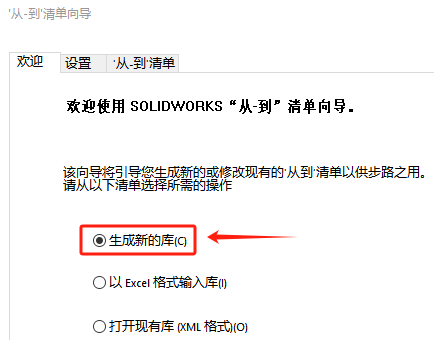 '从-到'清单向导
欢迎 设置 '从-到'清单
欢迎使用 SOLIDWORKS“从-到”清单向导。
该向导将引导您生成新的或修改现有的'从到'清单以供步路之用。
请从以下清单选择所需的操作
生成新的库(C)
以 Excel 格式输入库(I)
打开现有库 (XML 格式)(O)